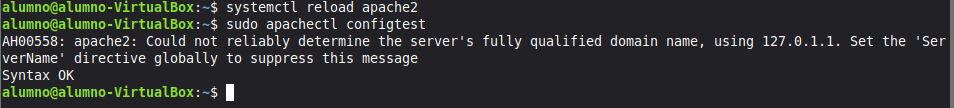 alumno@alumno-VirtualBox:~$ systemctl reload apache2
alumno@alumno-VirtualBox:~$ sudo apachectl configtest
AH00558: apache2: Could not reliably determine the server's fully qualified domain name, using 127.0.1.1. Set the 'Ser
verName' directive globally to suppress this message
Syntax OK
alumno@alumno-VirtualBox:~$